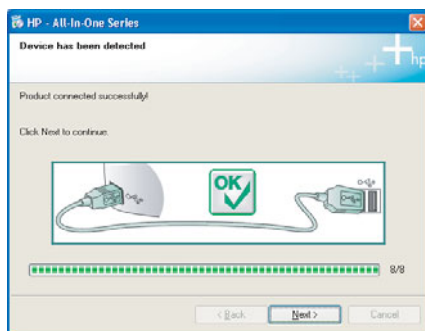 HP - All-In-One Series
Device has been detected
hp
Product connected successfully!
Click Next to continue.
OK
8/8
< Back Next > Cancel